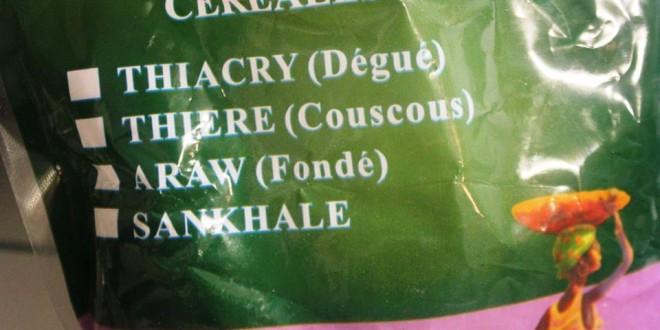 THIACRY (Dégué)
THIERE (Couscous)
ARAW (Fondé)
SANKHALE